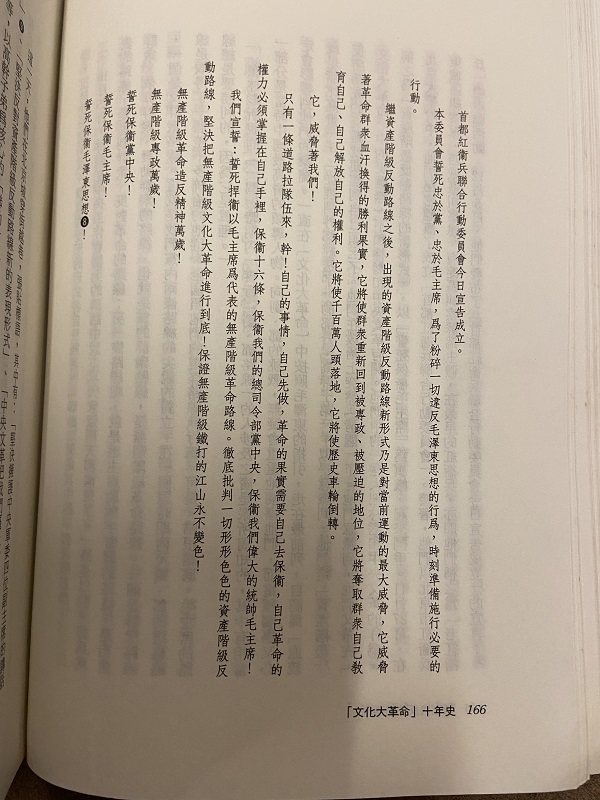 首都紅衛兵聯合行動委員會今日宣告成立。
本委員會誓死忠於黨、忠於毛主席,爲了粉碎一切違反毛澤東思想的行爲,時刻準備施行必要的
行動。
繼資產階級反動路線之後,出現的資產階級反動路線新形式乃是對當前運動的最大威脅,它威脅
著革命群衆血汗換得的勝利果實,它將使群衆重新回到被專政、被壓迫的地位,它將奪取群衆自己教
育自己、自己解放自己的權利。它將使千百萬人頭落地,它將使歷史車輪倒轉。
它,威脅著我們!
只有一條道路拉隊伍來,幹!自己的事情,自己先做,革命的果實需要自己去保衛,自己革命的
權力必須掌握在自己手裡,保衛十六條,保衛我們的總司令部黨中央,保衛我們偉大的統帥毛主席!
我們宣誓:誓死捍衛以毛主席爲代表的無產階級革命路線。徹底批判一切形形色色的資產階級反
動路線,堅決把無產階級文化大革命進行到底!保證無產階級鐵打的江山永不變色!
無產階級革命造反精神萬歲!
無產階級專政萬歲!
誓死保衛黨中央!
誓死保衛毛主席!
誓死保衛毛澤東思想❽!
「文化大革命」十年史 166